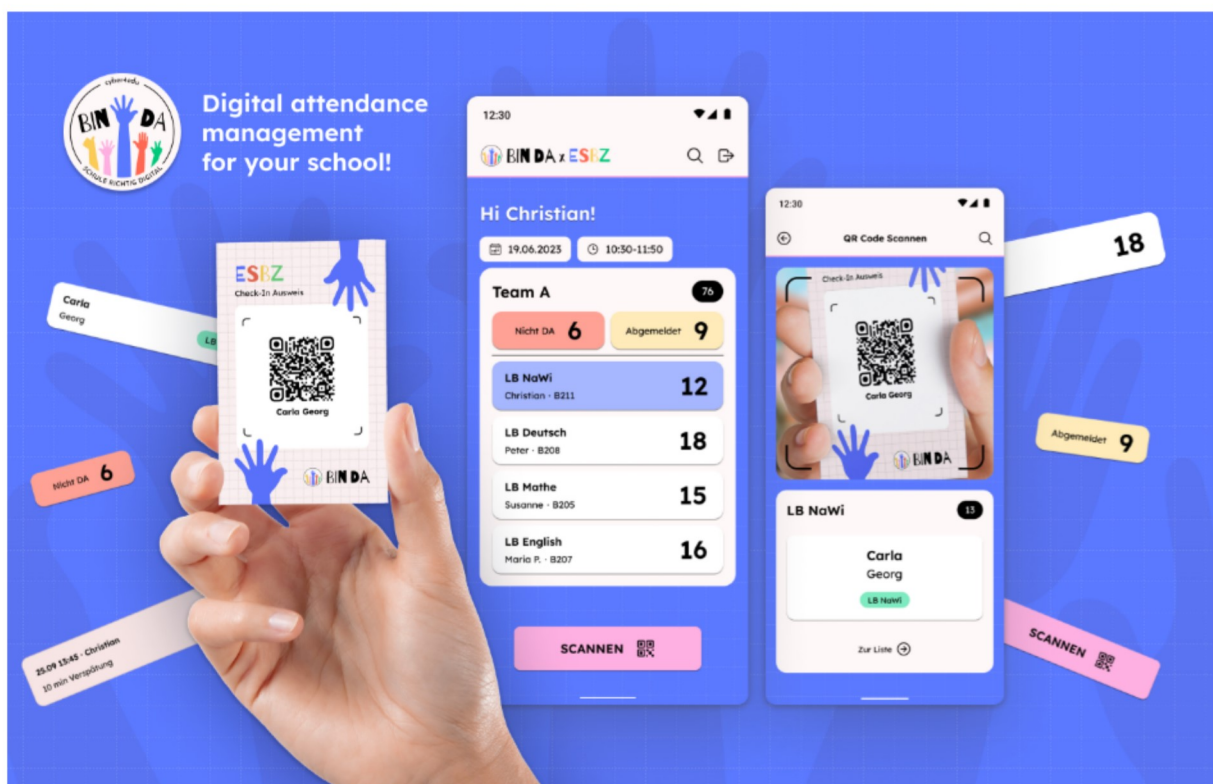 cyber4edu
BIN DA
SCHULE RICHTIG DIGITAL
Digital attendance
management
for your school!
Carla
Georg
LB
Nicht DA 6
25.09 13:45 · Christian
10 min Verspätung
ESBZ
Check-In Ausweis
Carla Georg
BIN DA
12:30
BIN DA x ESBZ
Hi Christian!
19.06.2023 10:30-11:50
Team A 76
Nicht DA 6 Abgemeldet 9
LB NaWi
Christian · B211
12
LB Deutsch
Peter · B208
18
LB Mathe
Susanne · B205
15
LB English
Maria P. · B207
16
SCANNEN
12:30
QR Code Scannen
Check-In Ausweis
Carla Georg
BIN DA
LB NaWi 13
Carla
Georg
LB NaWi
Zur Liste
18
Abgemeldet 9
SCANNEN